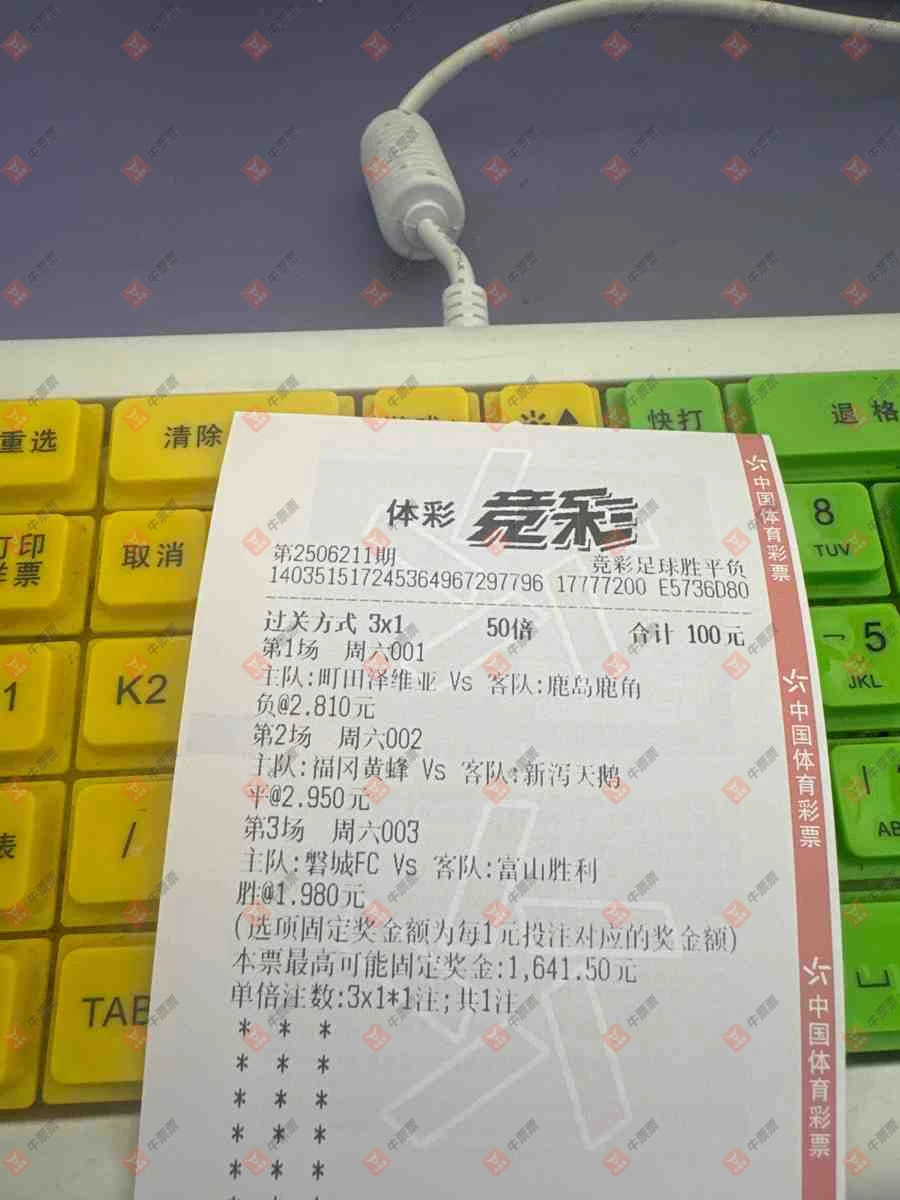 重选
清除
快打
退格
打印
样票
取消
8
TUV
1
K2
5
JKL
表
/
TAB
体彩 竞彩
第2506211期 竞彩足球胜平负
140351517245364967297796 17777200 E5736D80
过关方式 3x1 50倍 合计 100元
第1场 周六001
主队:町田泽维亚 Vs 客队:鹿岛鹿角
负@2.810元
第2场 周六002
主队:福冈黄蜂 Vs 客队:新泻天鹅
平@2.950元
第3场 周六003
主队:磐城FC Vs 客队:富山胜利
胜@1.980元
(选项固定奖金额为每1元投注对应的奖金额)
本票最高可能固定奖金:1,641.50元
单倍注数:3x1*1注;共1注
* * *
* * *
* * *
* * *
* * *
中国体育彩票
中国体育彩票
中国体育彩票
牛票票